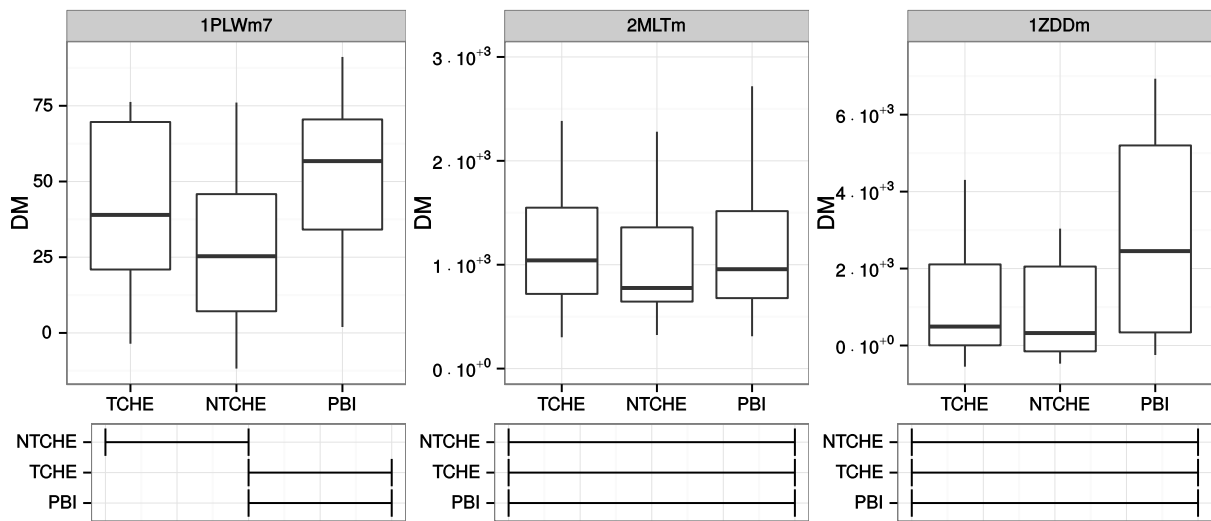 1PLWm7
DM
75
50
25
0
TCHE NTCHE PBI
NTCHE
TCHE
PBI
2MLTm
DM
3 · 10⁺³
2 · 10⁺³
1 · 10⁺³
0 · 10⁺⁰
TCHE NTCHE PBI
NTCHE
TCHE
PBI
1ZDDm
DM
6 · 10⁺³
4 · 10⁺³
2 · 10⁺³
0 · 10⁺⁰
TCHE NTCHE PBI
NTCHE
TCHE
PBI